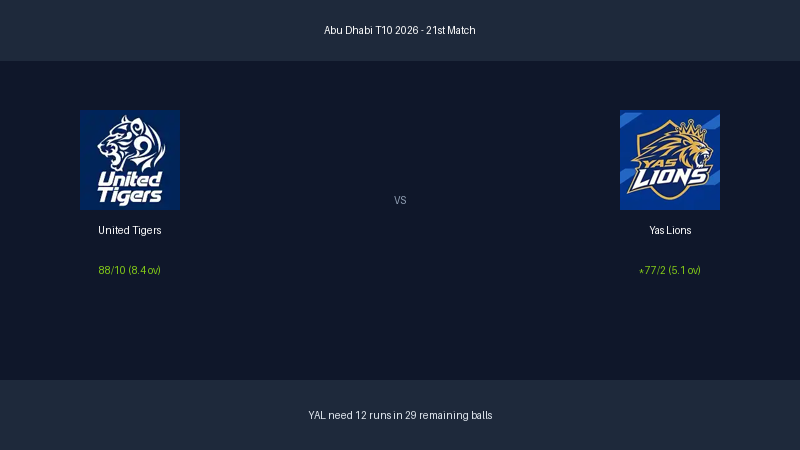 Abu Dhabi T10 2026 - 21st Match
United Tigers
YAS LIONS
VS
United Tigers
Yas Lions
88/10 (8.4 ov)
*77/2 (5.1 ov)
YAL need 12 runs in 29 remaining balls